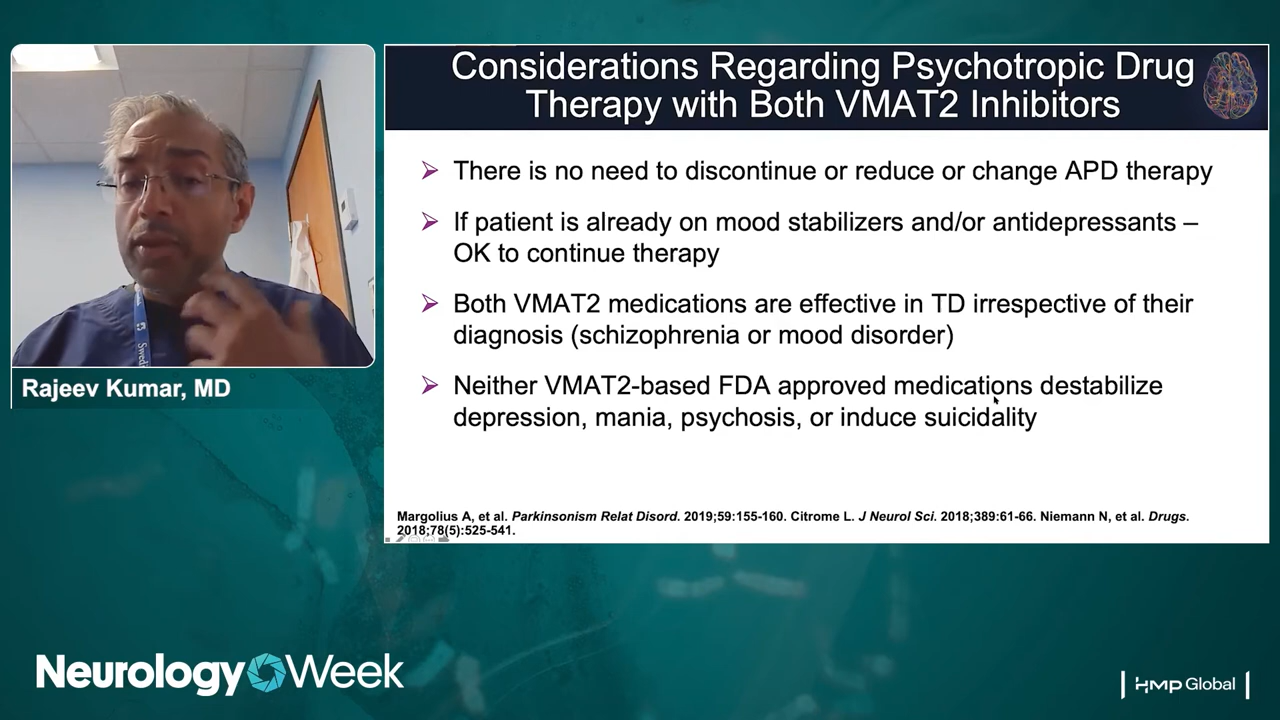 Considerations Regarding Psychotropic Drug
Therapy with Both VMAT2 Inhibitors
➢ There is no need to discontinue or reduce or change APD therapy
➢ If patient is already on mood stabilizers and/or antidepressants –
OK to continue therapy
➢ Both VMAT2 medications are effective in TD irrespective of their
diagnosis (schizophrenia or mood disorder)
➢ Neither VMAT2-based FDA approved medications destabilize
depression, mania, psychosis, or induce suicidality
Margolius A, et al. Parkinsonism Relat Disord. 2019;59:155-160. Citrome L. J Neurol Sci. 2018;389:61-66. Niemann N, et al. Drugs.
2018;78(5):525-541.
Rajeev Kumar, MD
Neurology Week
HMP Global